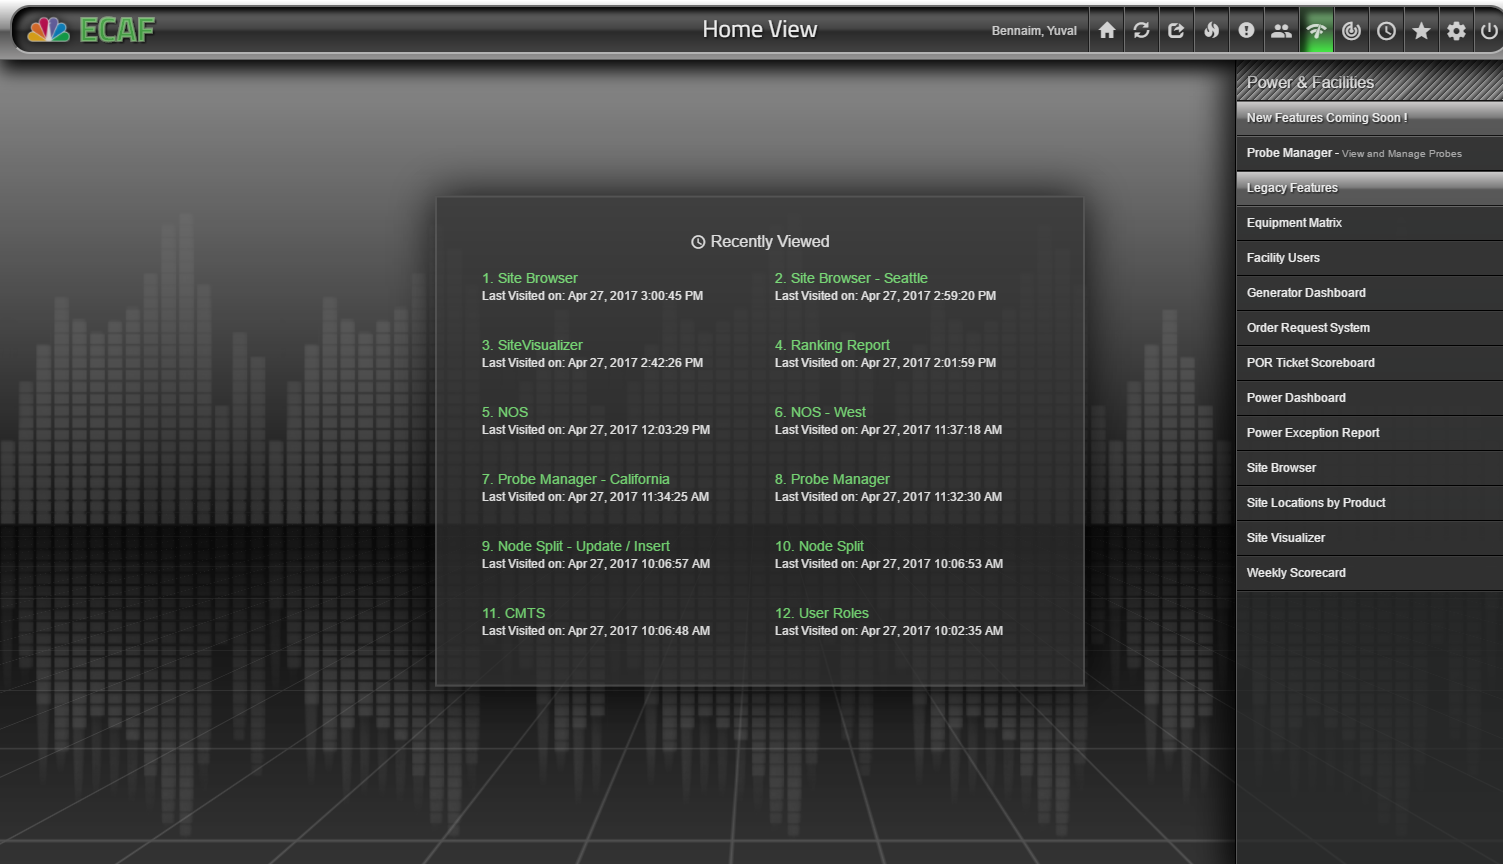 ECAF
Home View
Bennaim, Yuval
Recently Viewed
1. Site Browser
Last Visited on: Apr 27, 2017 3:00:45 PM
2. Site Browser - Seattle
Last Visited on: Apr 27, 2017 2:59:20 PM
3. SiteVisualizer
Last Visited on: Apr 27, 2017 2:42:26 PM
4. Ranking Report
Last Visited on: Apr 27, 2017 2:01:59 PM
5. NOS
Last Visited on: Apr 27, 2017 12:03:29 PM
6. NOS - West
Last Visited on: Apr 27, 2017 11:37:18 AM
7. Probe Manager - California
Last Visited on: Apr 27, 2017 11:34:25 AM
8. Probe Manager
Last Visited on: Apr 27, 2017 11:32:30 AM
9. Node Split - Update / Insert
Last Visited on: Apr 27, 2017 10:06:57 AM
10. Node Split
Last Visited on: Apr 27, 2017 10:06:53 AM
11. CMTS
Last Visited on: Apr 27, 2017 10:06:48 AM
12. User Roles
Last Visited on: Apr 27, 2017 10:02:35 AM
Power & Facilities
New Features Coming Soon !
Probe Manager - View and Manage Probes
Legacy Features
Equipment Matrix
Facility Users
Generator Dashboard
Order Request System
POR Ticket Scoreboard
Power Dashboard
Power Exception Report
Site Browser
Site Locations by Product
Site Visualizer
Weekly Scorecard